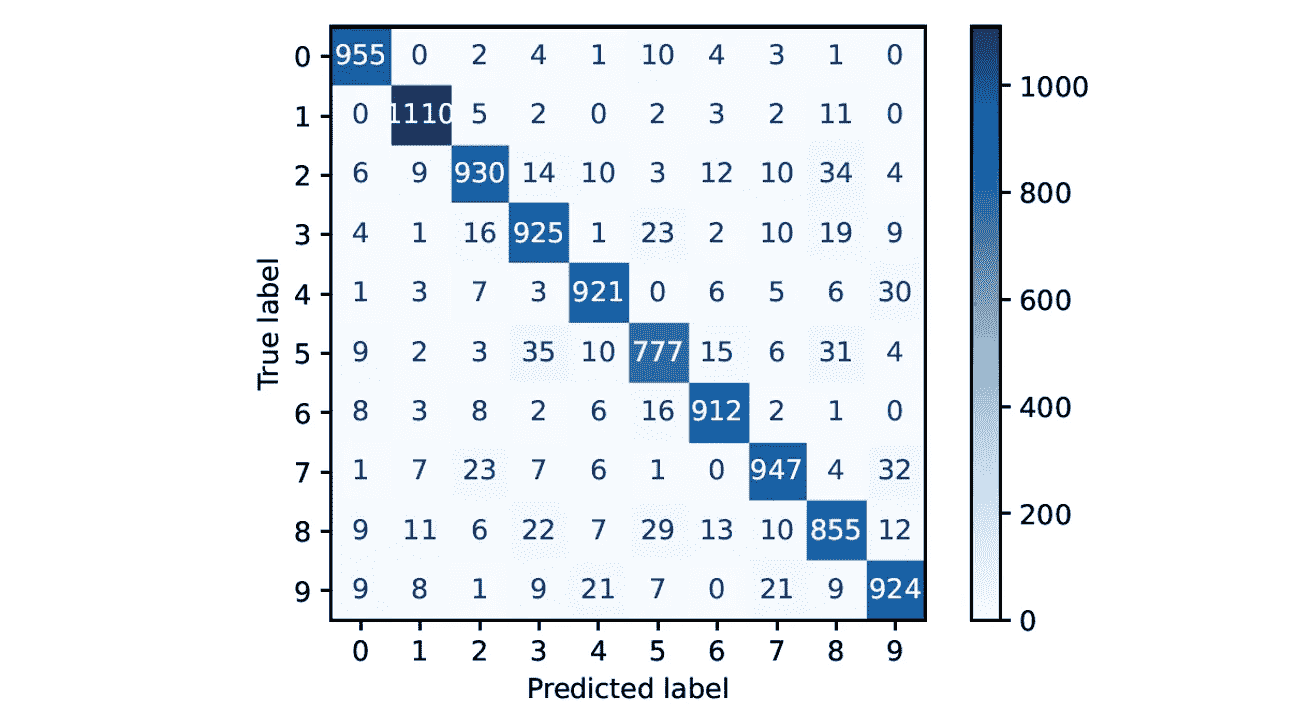 0 955 0 2 4 1 10 4 3 1 0
1 0 1110 5 2 0 2 3 2 11 0
2 6 9 930 14 10 3 12 10 34 4
3 4 1 16 925 1 23 2 10 19 9
4 1 3 7 3 921 0 6 5 6 30
5 9 2 3 35 10 777 15 6 31 4
6 8 3 8 2 6 16 912 2 1 0
7 1 7 23 7 6 1 0 947 4 32
8 9 11 6 22 7 29 13 10 855 12
9 9 8 1 9 21 7 0 21 9 924
0 1 2 3 4 5 6 7 8 9
True label
Predicted label
1000
800
600
400
200
0